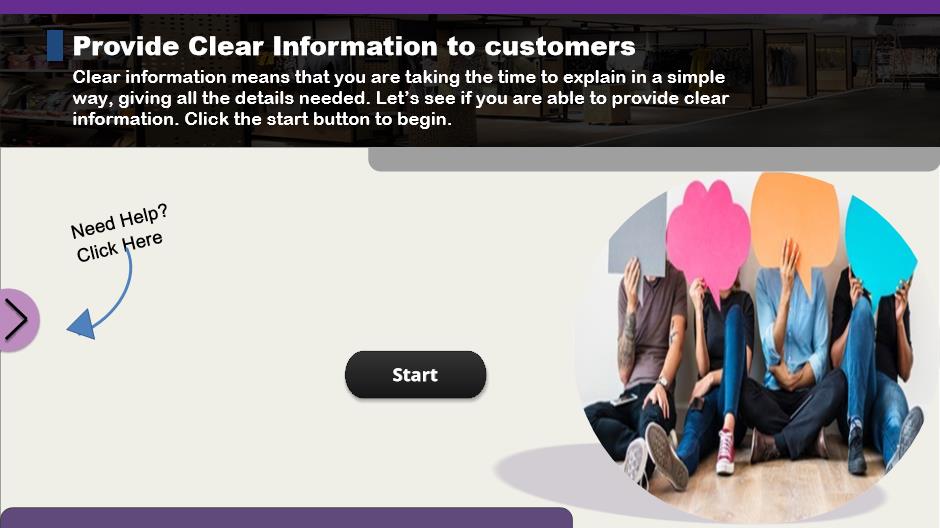 Provide Clear Information to customers
Clear information means that you are taking the time to explain in a simple
way, giving all the details needed. Let's see if you are able to provide clear
information. Click the start button to begin.
Need Help?
Click Here
Start